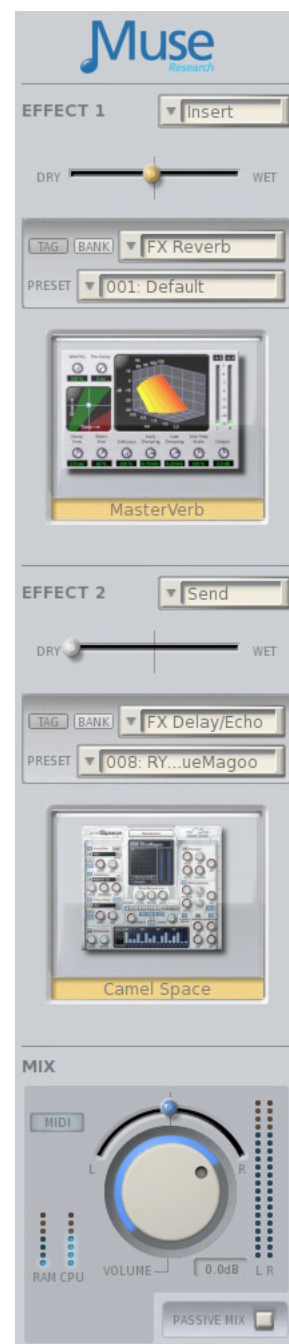 Muse
Research
EFFECT 1
Insert
DRY WET
TAG BANK FX Reverb
PRESET 001: Default
MasterVerb
EFFECT 2
Send
DRY WET
TAG BANK FX Delay/Echo
PRESET 008: RY...ueMagoo
Camel Space
MIX
MIDI
L R
RAM CPU VOLUME 0.0dB L R
PASSIVE MIX